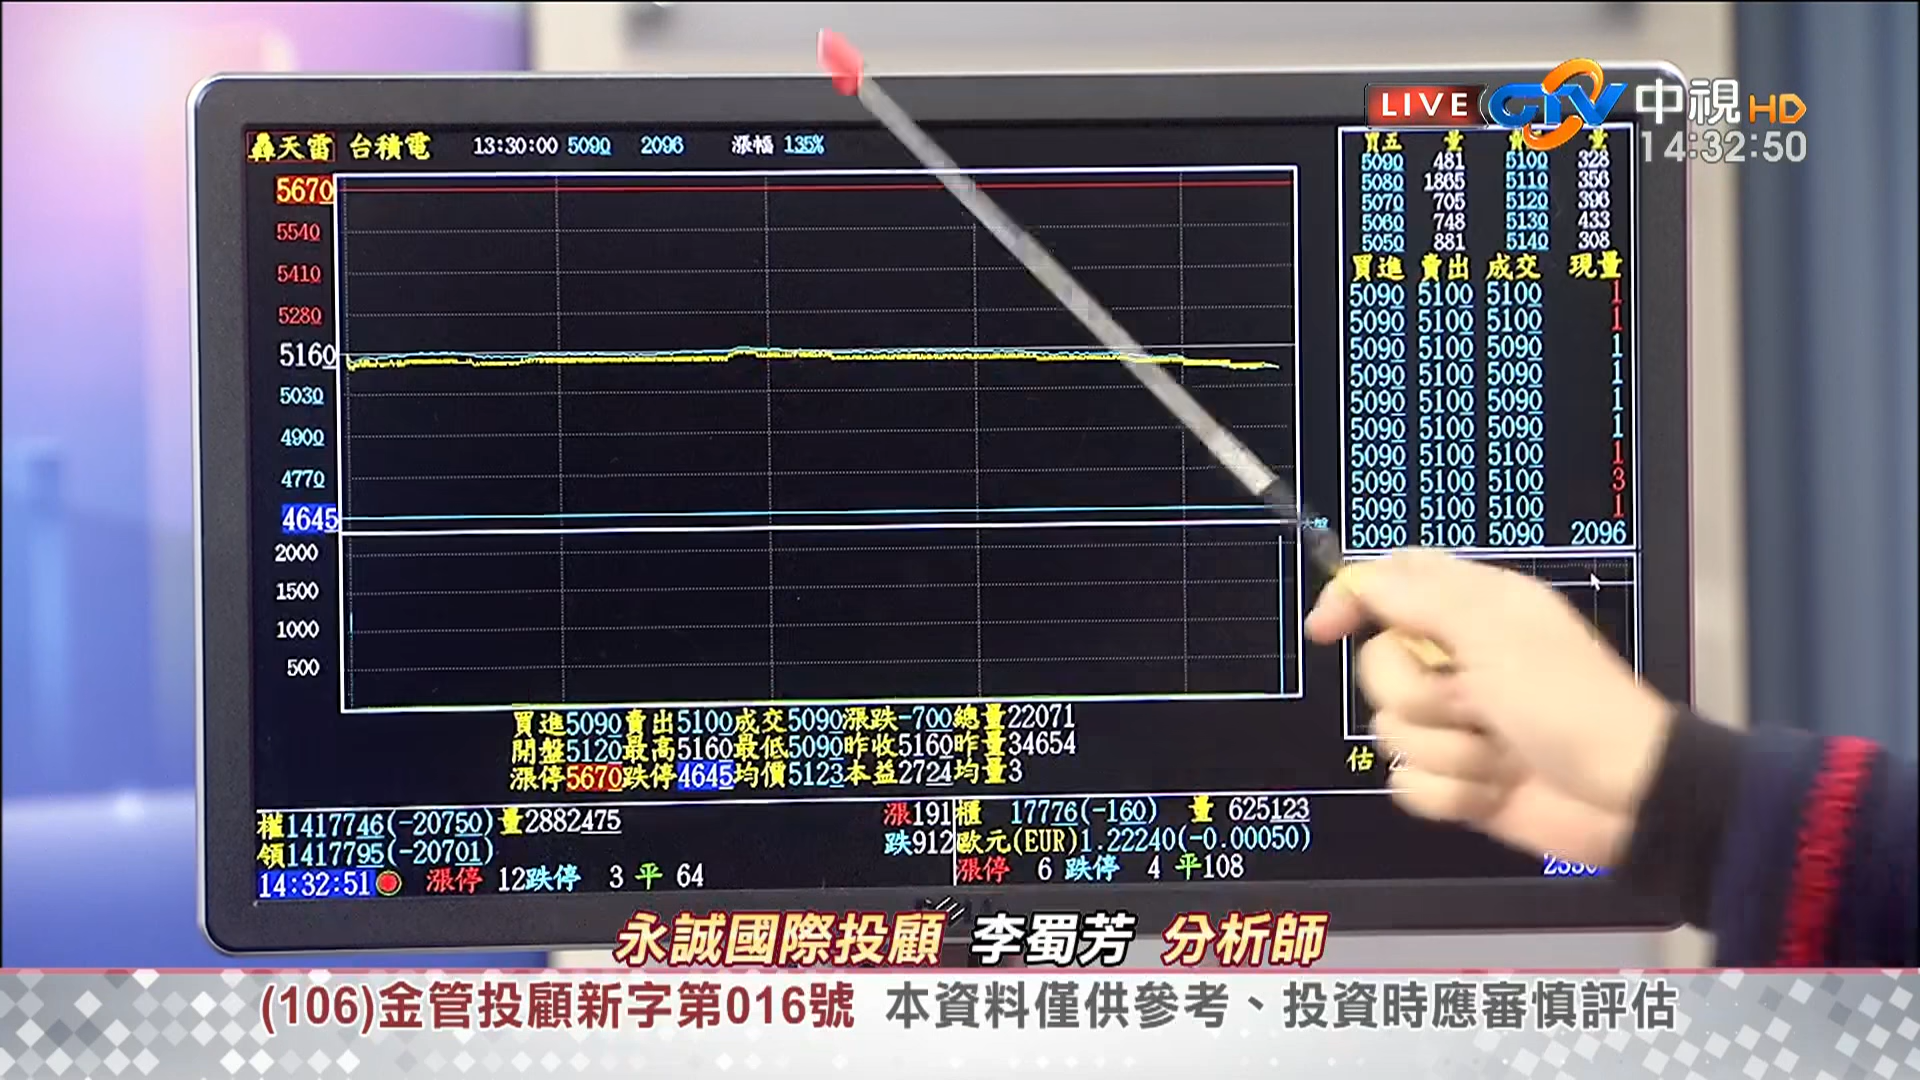 LIVE CTV 中視 HD
14:32:50
轟天雷 台積電 13:30:00 5090 2096 漲幅 135%
5670
5540
5410
5280
5160
5030
4900
4770
4645
2000
1500
1000
500
買五 量 量
5090 481 5100 328
5080 1865 5110 356
5070 705 5120 396
5060 748 5130 433
5050 881 5140 308
買進 賣出 成交 現量
5090 5100 5100 1
5090 5100 5100 1
5090 5100 5090 1
5090 5100 5090 1
5090 5100 5090 1
5090 5100 5090 1
5090 5100 5100 1
5090 5100 5100 3
5090 5100 5100 1
5090 5100 5090 2096
大盤
買進5090賣出5100成交5090漲跌-700總量22071
開盤5120最高5160最低5090昨收5160昨量34654
漲停5670跌停4645均價5123本益2724均量3
估
權1417746(-20750)量2882475 漲191 櫃 17776(-160) 量 625123
領1417795(-20701) 跌912 歐元(EUR)1.22240(-0.00050)
14:32:51 漲停 12跌停 3 平 64 漲停 6 跌停 4 平108
永誠國際投顧 李蜀芳 分析師
(106)金管投顧新字第016號 本資料僅供參考、投資時應審慎評估